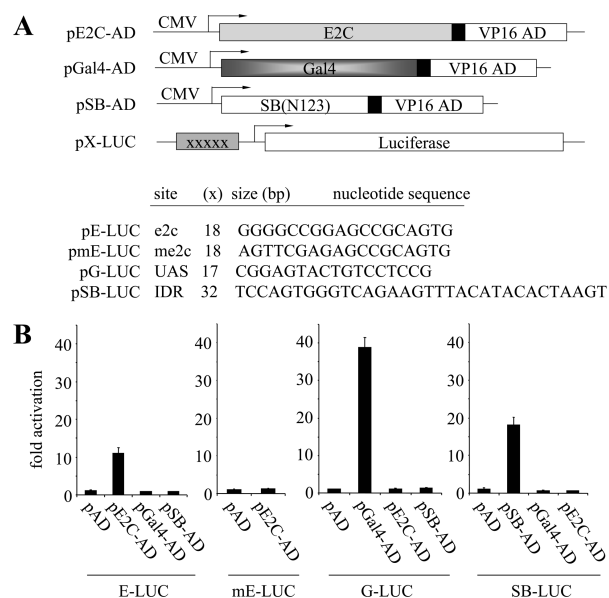 A
pE2C-AD CMV E2C VP16 AD
pGal4-AD CMV Gal4 VP16 AD
pSB-AD CMV SB(N123) VP16 AD
pX-LUC xxxxx Luciferase
site (x) size (bp) nucleotide sequence
pE-LUC e2c 18 GGGGCCGGAGCCGCAGTG
pmE-LUC me2c 18 AGTTCGAGAGCCGCAGTG
pG-LUC UAS 17 CGGAGTACTGTCCTCCG
pSB-LUC IDR 32 TCCAGTGGGTCAGAAGTTTACATACACTAAGT
B
fold activation
40 40 40 40
30 30 30 30
20 20 20 20
10 10 10 10
0 0 0 0
pAD pE2C-AD pGal4-AD pSB-AD pAD pE2C-AD pAD pGal4-AD pE2C-AD pSB-AD pAD pSB-AD pGal4-AD pE2C-AD
E-LUC mE-LUC G-LUC SB-LUC